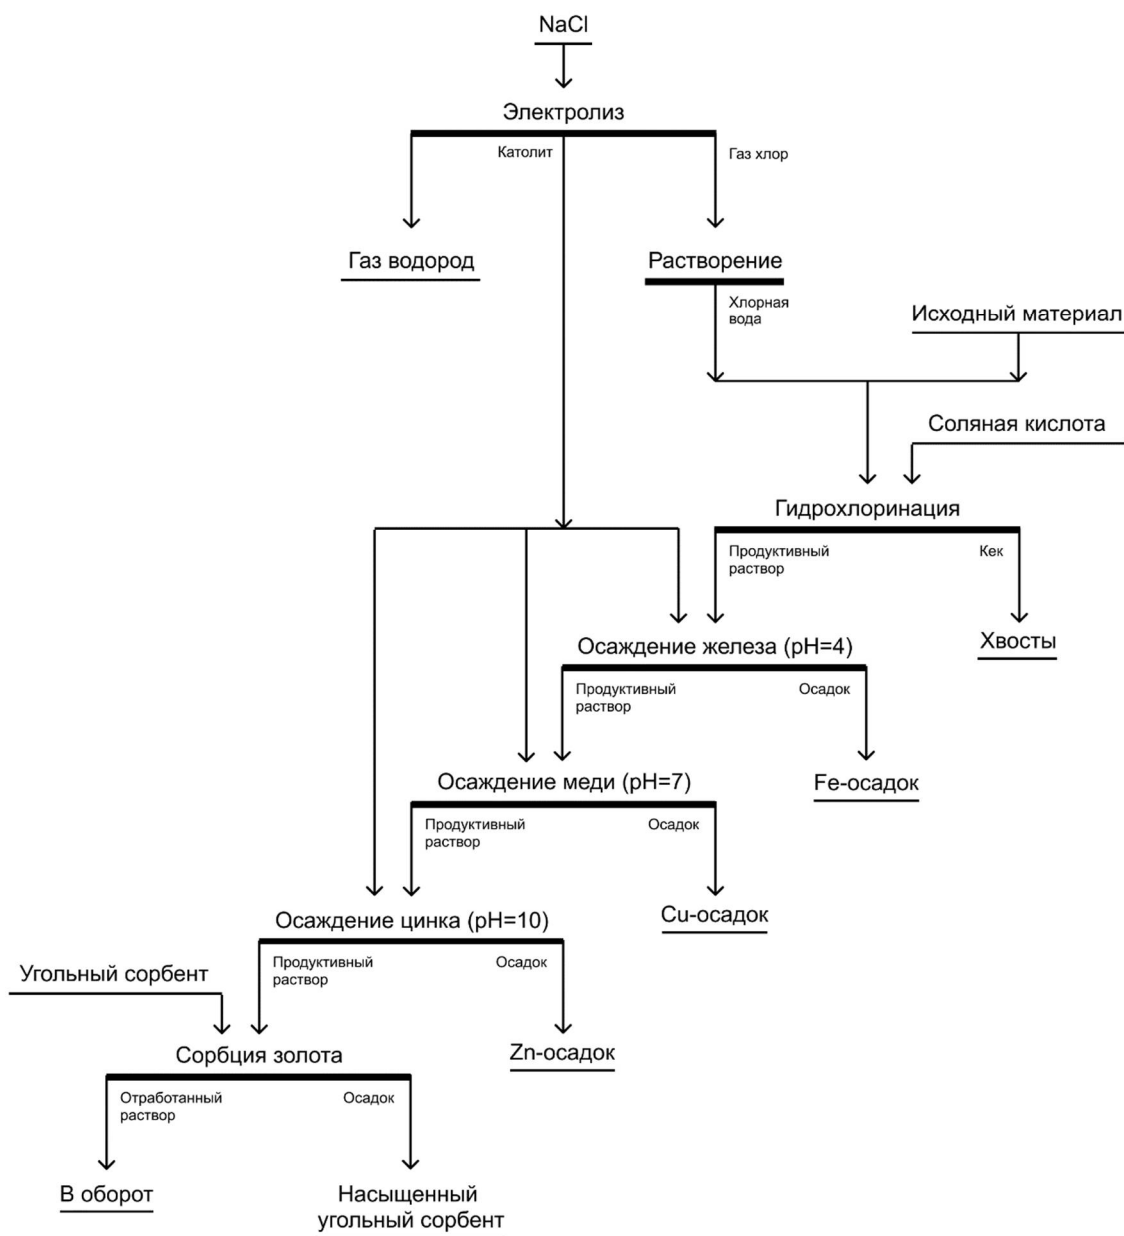 NaCl
Электролиз
Католит
Газ хлор
Газ водород
Растворение
Хлорная
вода
Исходный материал
Соляная кислота
Гидрохлоринация
Продуктивный
раствор
Кек
Осаждение железа (pH=4)
Хвосты
Продуктивный
раствор
Осадок
Осаждение меди (pH=7)
Fe-осадок
Продуктивный
раствор
Осадок
Осаждение цинка (pH=10)
Cu-осадок
Угольный сорбент
Продуктивный
раствор
Осадок
Сорбция золота
Zn-осадок
Отработанный
раствор
Осадок
В оборот
Насыщенный
угольный сорбент